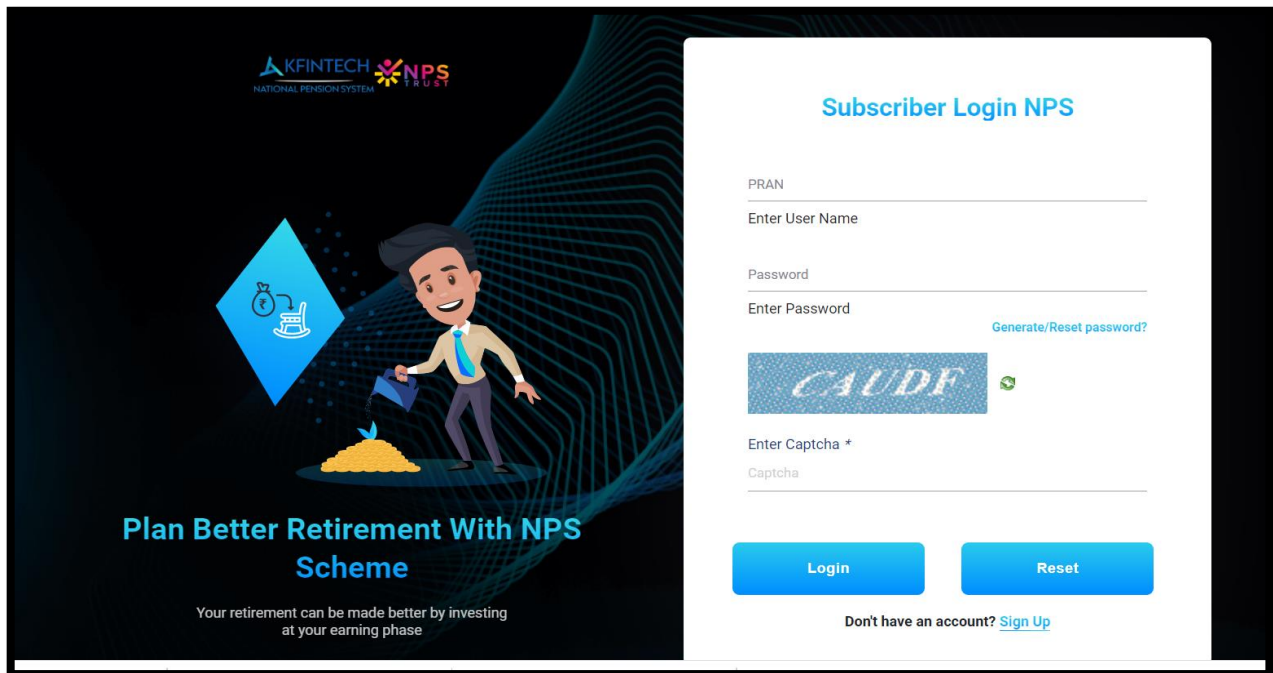 KFINTECH
NATIONAL PENSION SYSTEM
NPS
TRUST
₹
Plan Better Retirement With NPS
Scheme
Your retirement can be made better by investing
at your earning phase
Subscriber Login NPS
PRAN
Enter User Name
Password
Enter Password
Generate/Reset password?
CAUDF
Enter Captcha *
Captcha
Login
Reset
Don't have an account? Sign Up